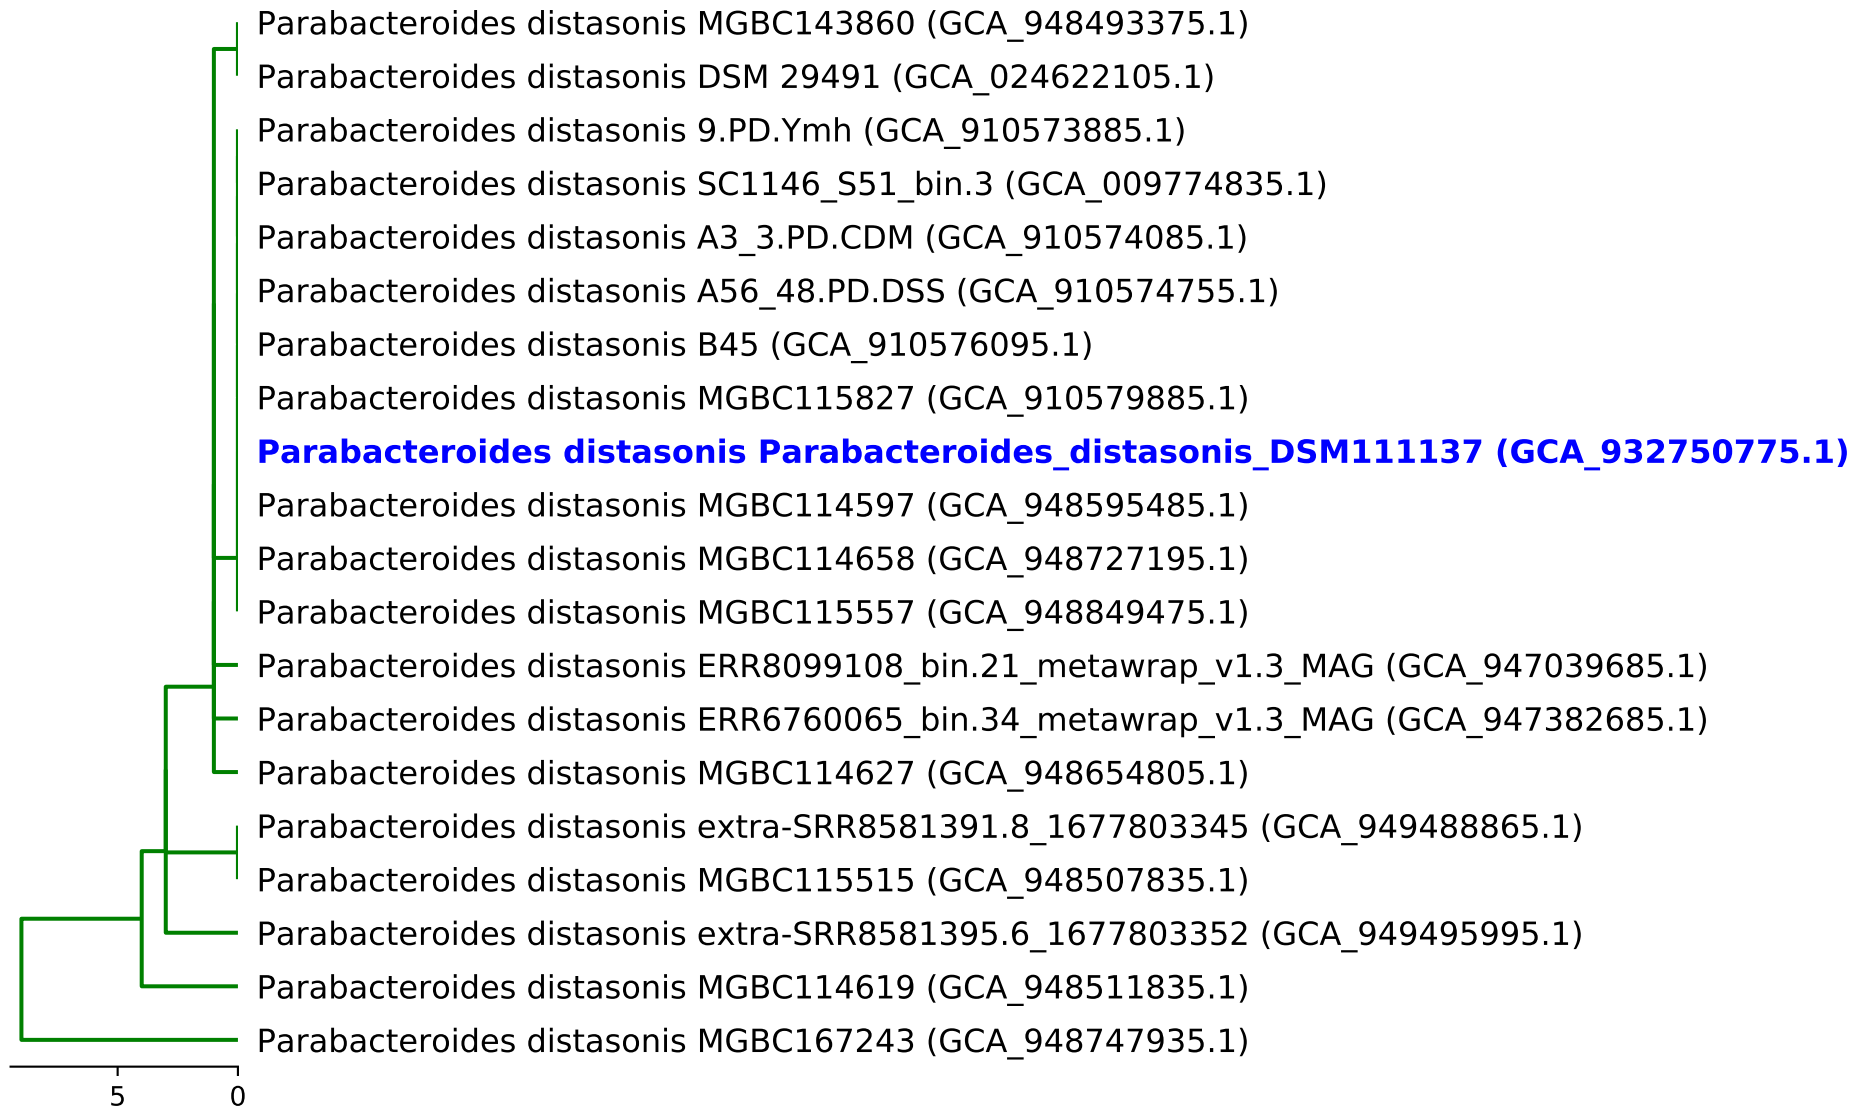 Parabacteroides distasonis MGBC143860 (GCA_948493375.1)
Parabacteroides distasonis DSM 29491 (GCA_024622105.1)
Parabacteroides distasonis 9.PD.Ymh (GCA_910573885.1)
Parabacteroides distasonis SC1146_S51_bin.3 (GCA_009774835.1)
Parabacteroides distasonis A3_3.PD.CDM (GCA_910574085.1)
Parabacteroides distasonis A56_48.PD.DSS (GCA_910574755.1)
Parabacteroides distasonis B45 (GCA_910576095.1)
Parabacteroides distasonis MGBC115827 (GCA_910579885.1)
Parabacteroides distasonis Parabacteroides_distasonis_DSM111137 (GCA_932750775.1)
Parabacteroides distasonis MGBC114597 (GCA_948595485.1)
Parabacteroides distasonis MGBC114658 (GCA_948727195.1)
Parabacteroides distasonis MGBC115557 (GCA_948849475.1)
Parabacteroides distasonis ERR8099108_bin.21_metawrap_v1.3_MAG (GCA_947039685.1)
Parabacteroides distasonis ERR6760065_bin.34_metawrap_v1.3_MAG (GCA_947382685.1)
Parabacteroides distasonis MGBC114627 (GCA_948654805.1)
Parabacteroides distasonis extra-SRR8581391.8_1677803345 (GCA_949488865.1)
Parabacteroides distasonis MGBC115515 (GCA_948507835.1)
Parabacteroides distasonis extra-SRR8581395.6_1677803352 (GCA_949495995.1)
Parabacteroides distasonis MGBC114619 (GCA_948511835.1)
Parabacteroides distasonis MGBC167243 (GCA_948747935.1)
5 0